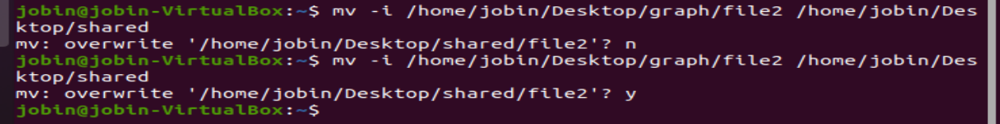 jobin@jobin-VirtualBox:~$ mv -i /home/jobin/Desktop/graph/file2 /home/jobin/Des
ktop/shared
mv: overwrite '/home/jobin/Desktop/shared/file2'? n
jobin@jobin-VirtualBox:~$ mv -i /home/jobin/Desktop/graph/file2 /home/jobin/Des
ktop/shared
mv: overwrite '/home/jobin/Desktop/shared/file2'? y
jobin@jobin-VirtualBox:~$